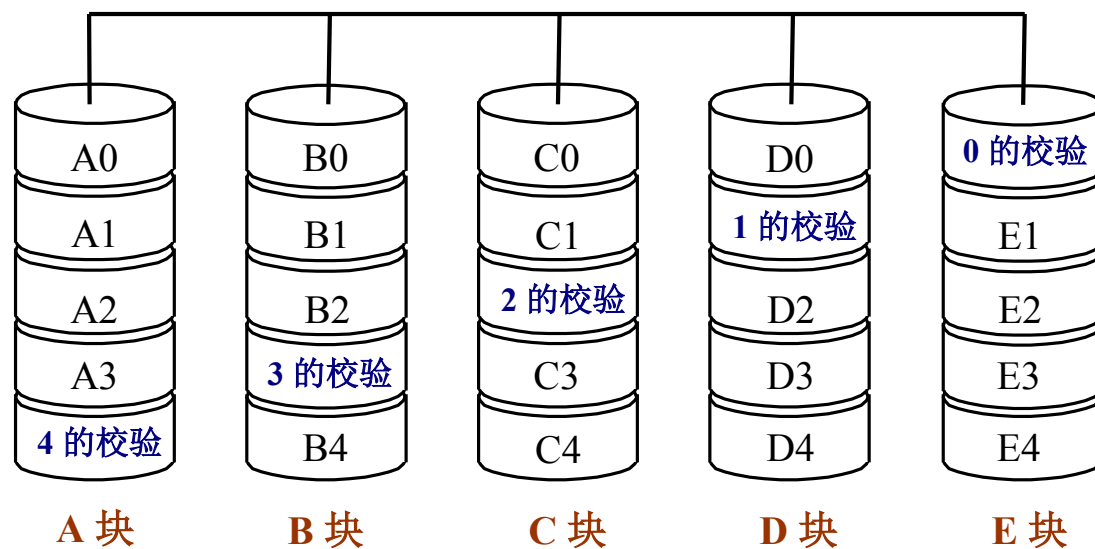 A0 B0 C0 D0 0 的校验
A1 B1 C1 1 的校验 E1
A2 B2 2 的校验 D2 E2
A3 3 的校验 C3 D3 E3
4 的校验 B4 C4 D4 E4
A 块 B 块 C 块 D 块 E 块